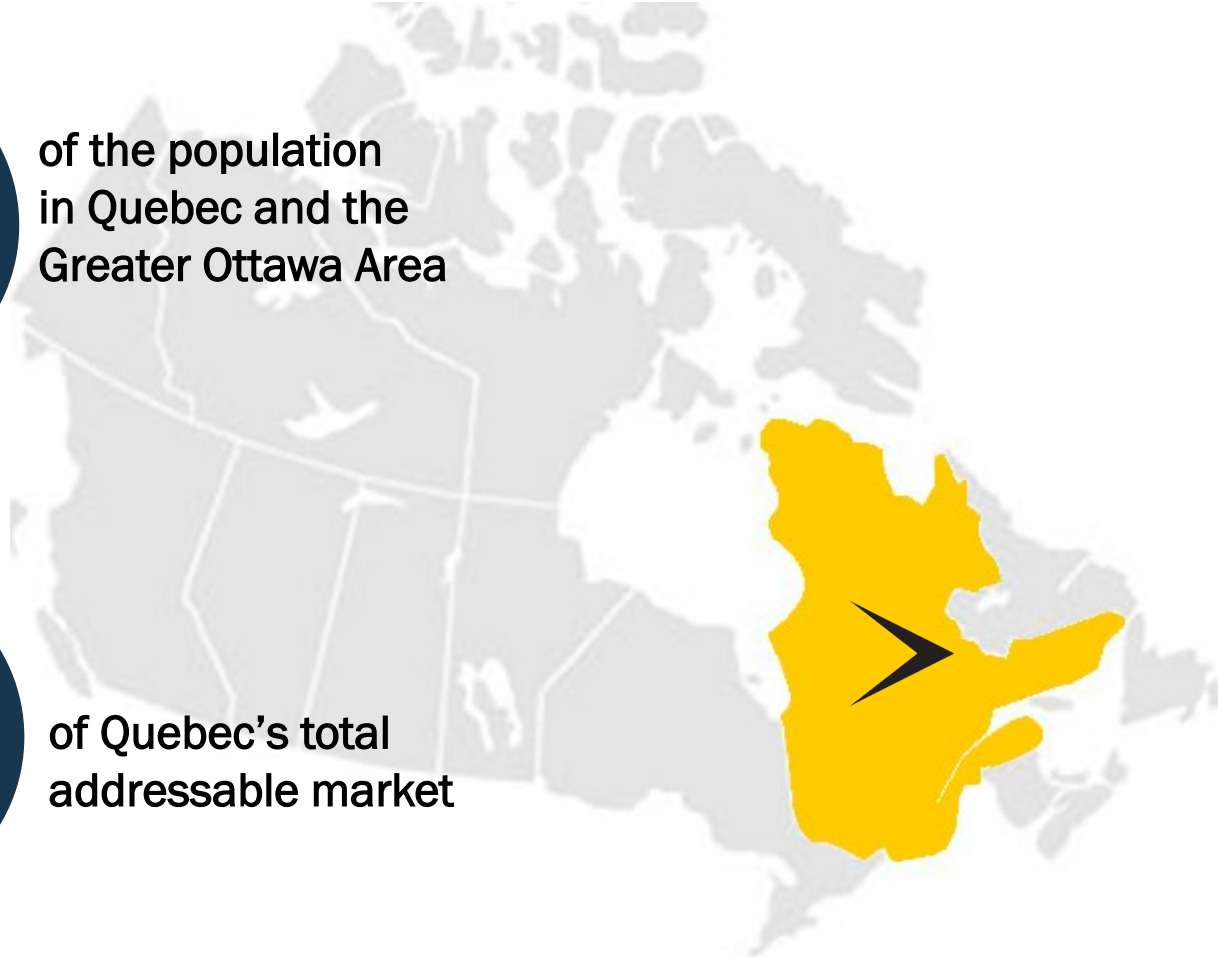 of the population
in Quebec and the
Greater Ottawa Area
of Quebec’s total
addressable market